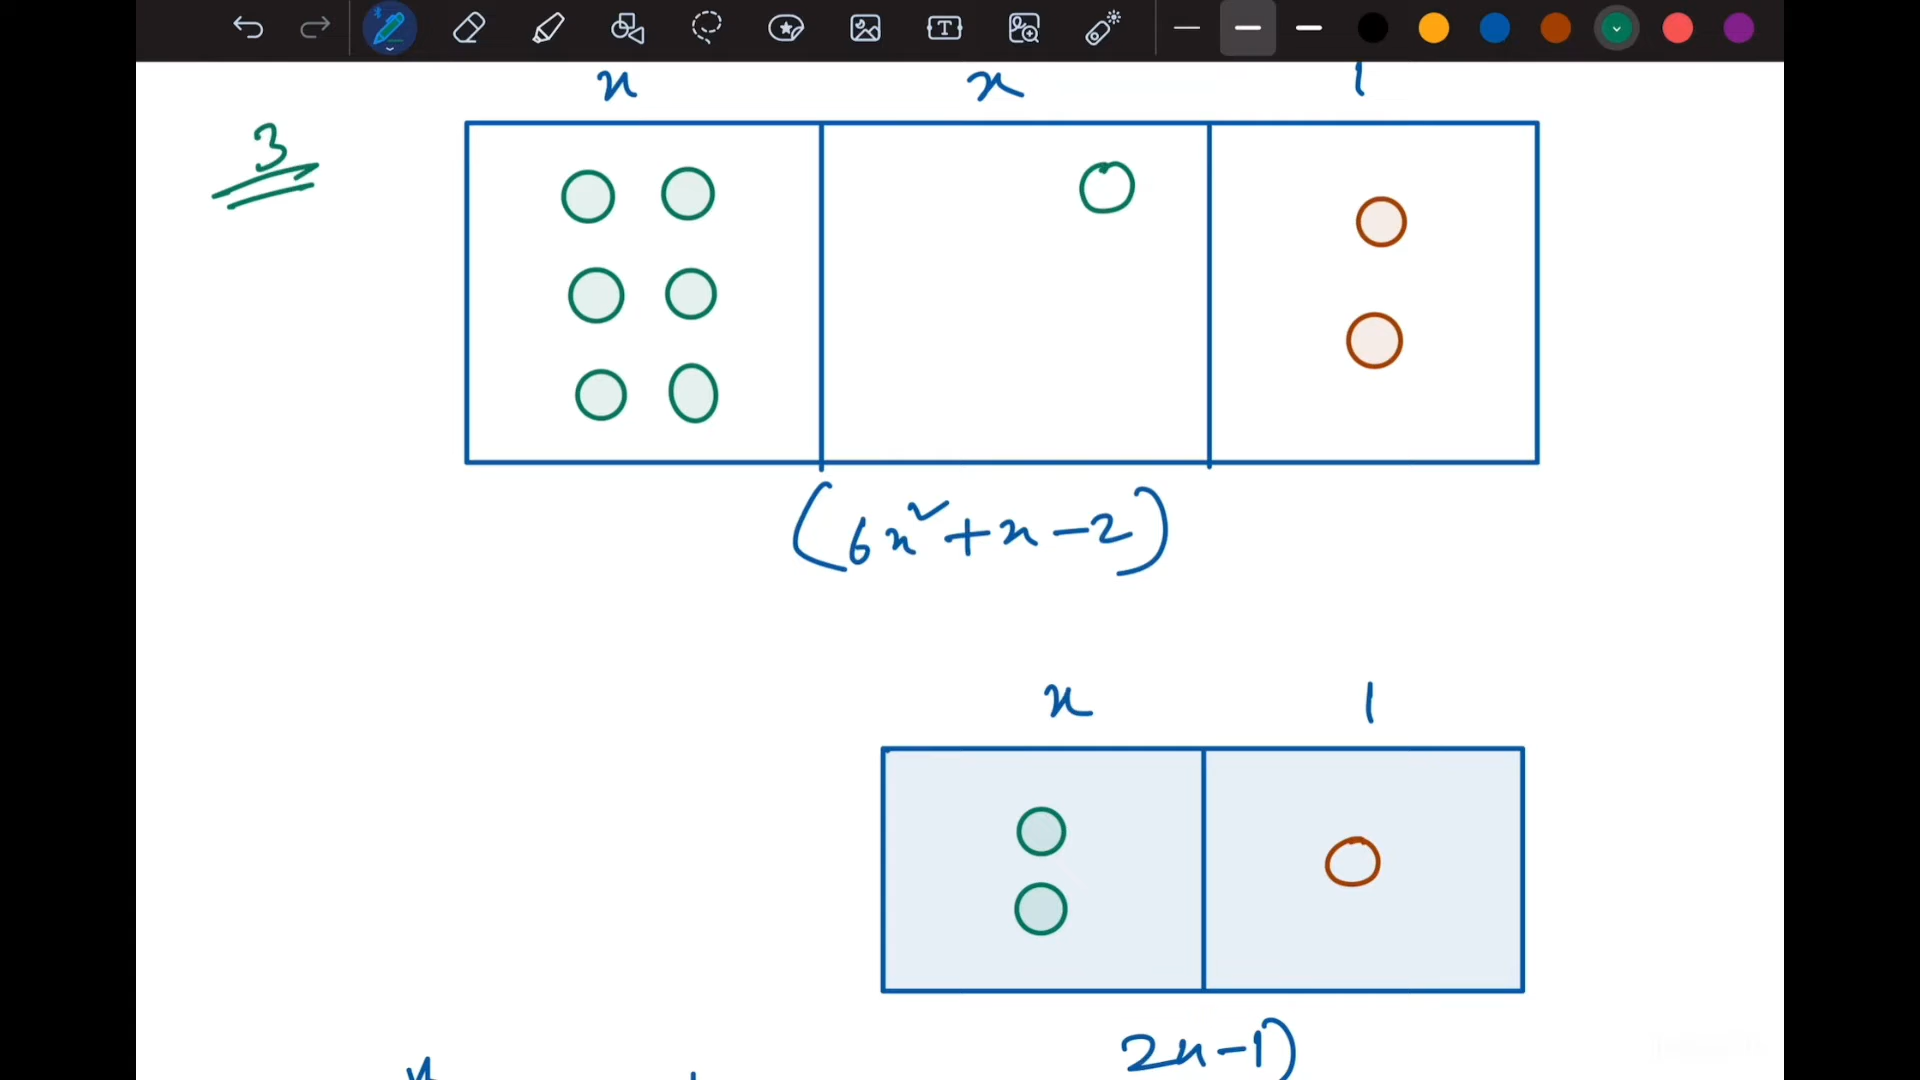 x x 1
3
(6x²+x-2)
x 1
2x-1)
x